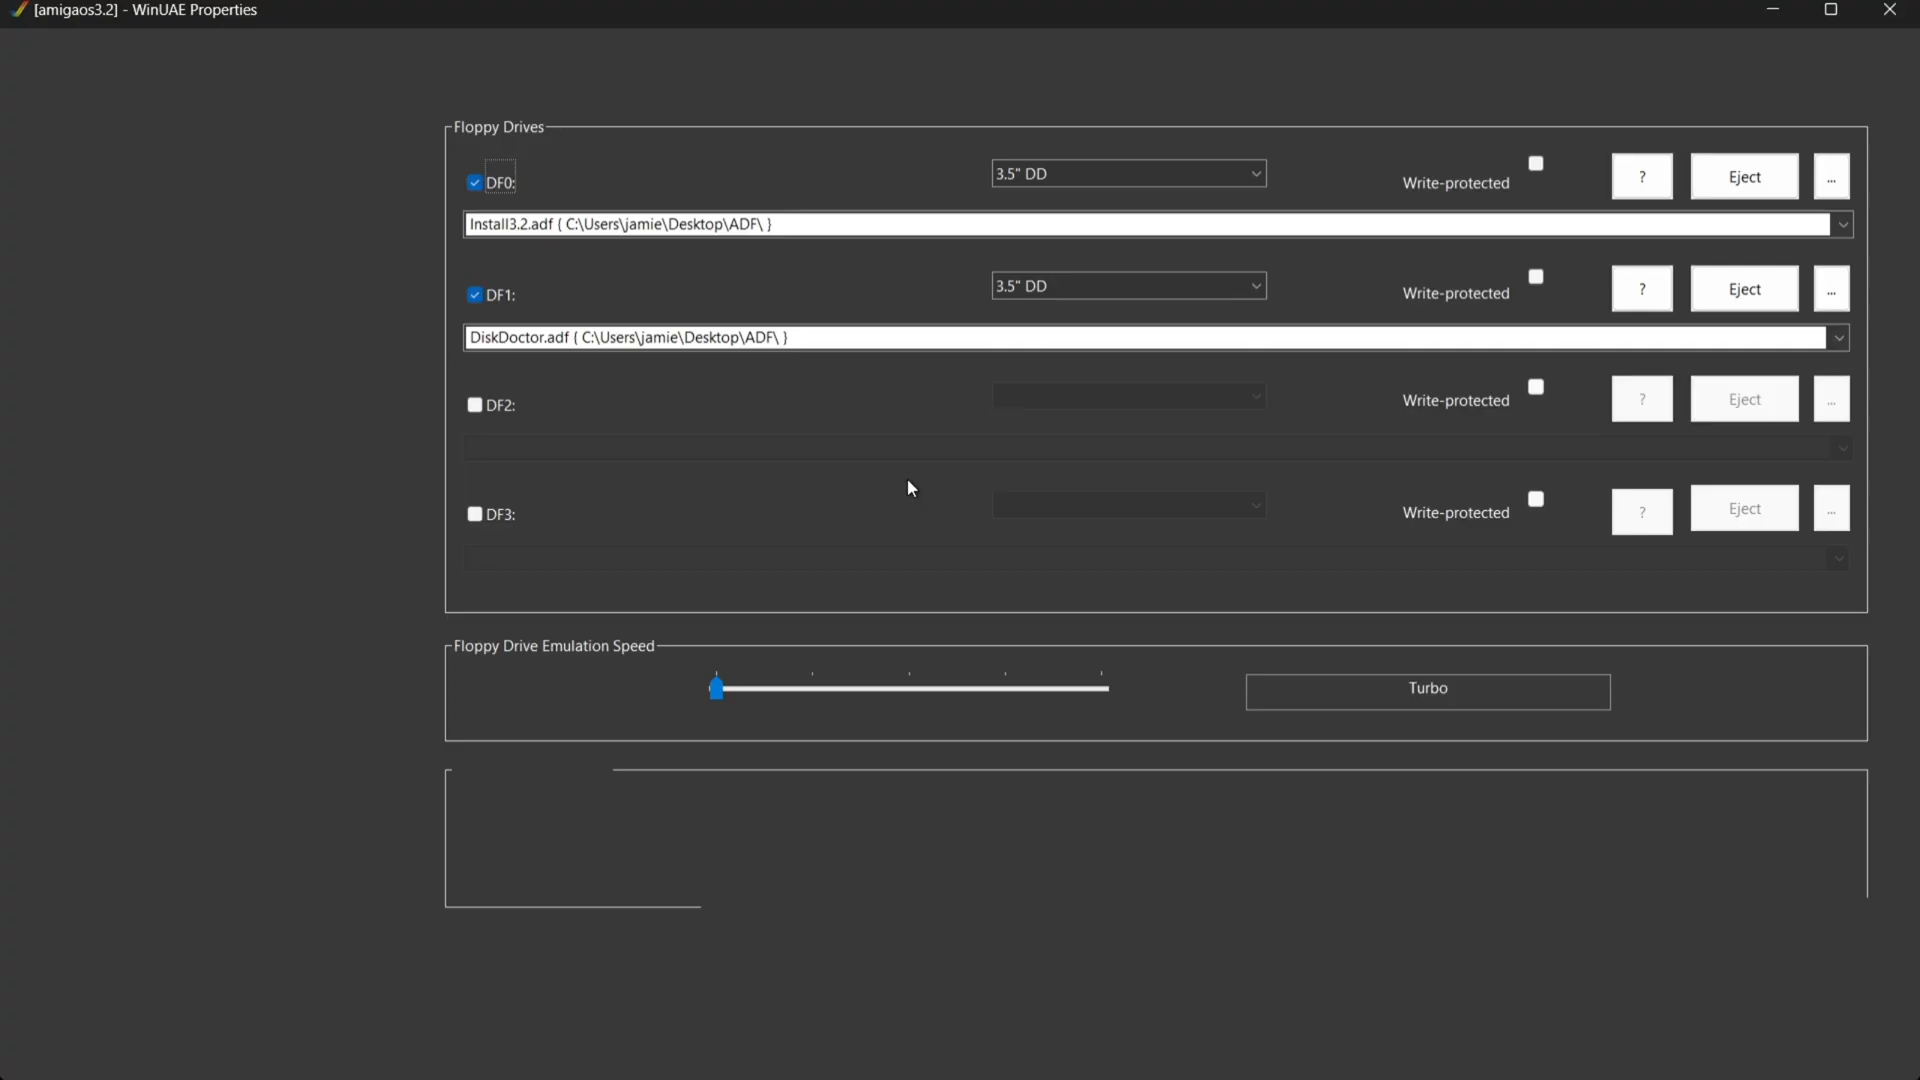 [amigaos3.2] - WinUAE Properties
Floppy Drives
DF0:
3.5" DD
Write-protected
?
Eject
...
Install3.2.adf { C:\Users\jamie\Desktop\ADF\ }
DF1:
3.5" DD
Write-protected
?
Eject
...
DiskDoctor.adf { C:\Users\jamie\Desktop\ADF\ }
DF2:
Write-protected
?
Eject
...
DF3:
Write-protected
?
Eject
...
Floppy Drive Emulation Speed
Turbo